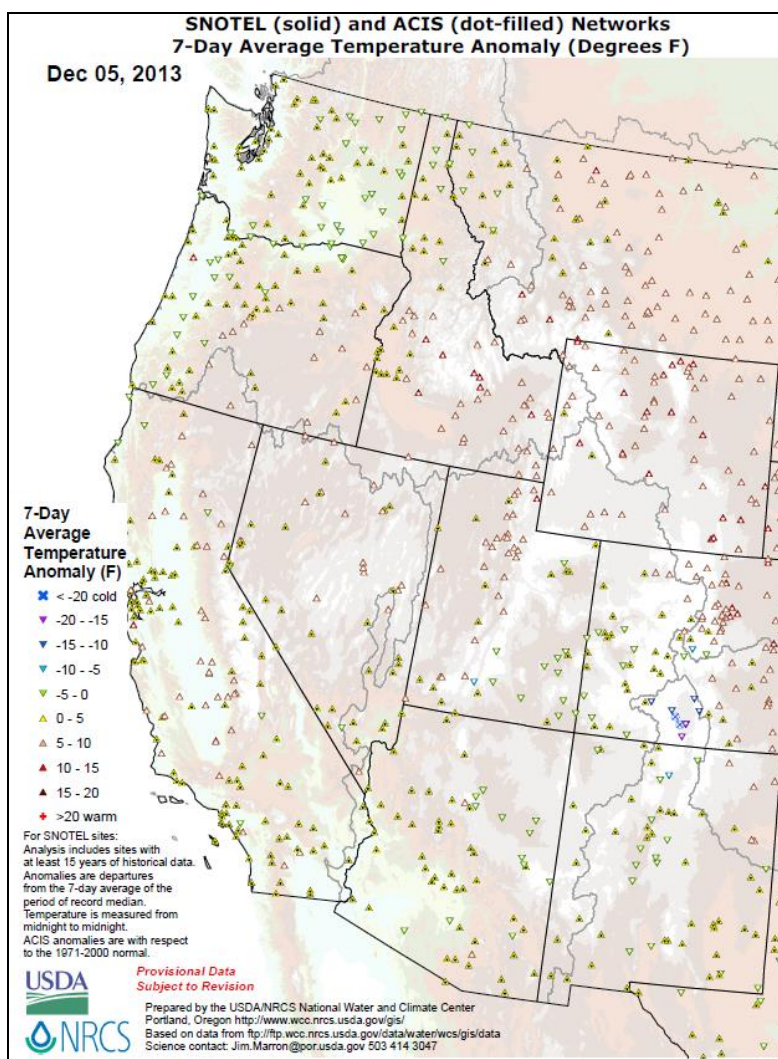 SNOTEL (solid) and ACIS (dot-filled) Networks
7-Day Average Temperature Anomaly (Degrees F)
Dec 05, 2013
7-Day
Average
Temperature
Anomaly (F)
< -20 cold
-20 - -15
-15 - -10
-10 - -5
-5 - 0
0 - 5
5 - 10
10 - 15
15 - 20
>20 warm
For SNOTEL sites:
Analysis includes sites with
at least 15 years of historical data.
Anomalies are departures
from the 7-day average of the
period of record median.
Temperature is measured from
midnight to midnight.
ACIS anomalies are with respect
to the 1971-2000 normal.
Provisional Data
Subject to Revision
USDA
NRCS
Prepared by the USDA/NRCS National Water and Climate Center
Portland, Oregon http://www.wcc.nrcs.usda.gov/gis/
Based on data from ftp://ftp.wcc.nrcs.usda.gov/data/water/wcs/gis/data
Science contact: Jim.Marron@por.usda.gov 503 414 3047